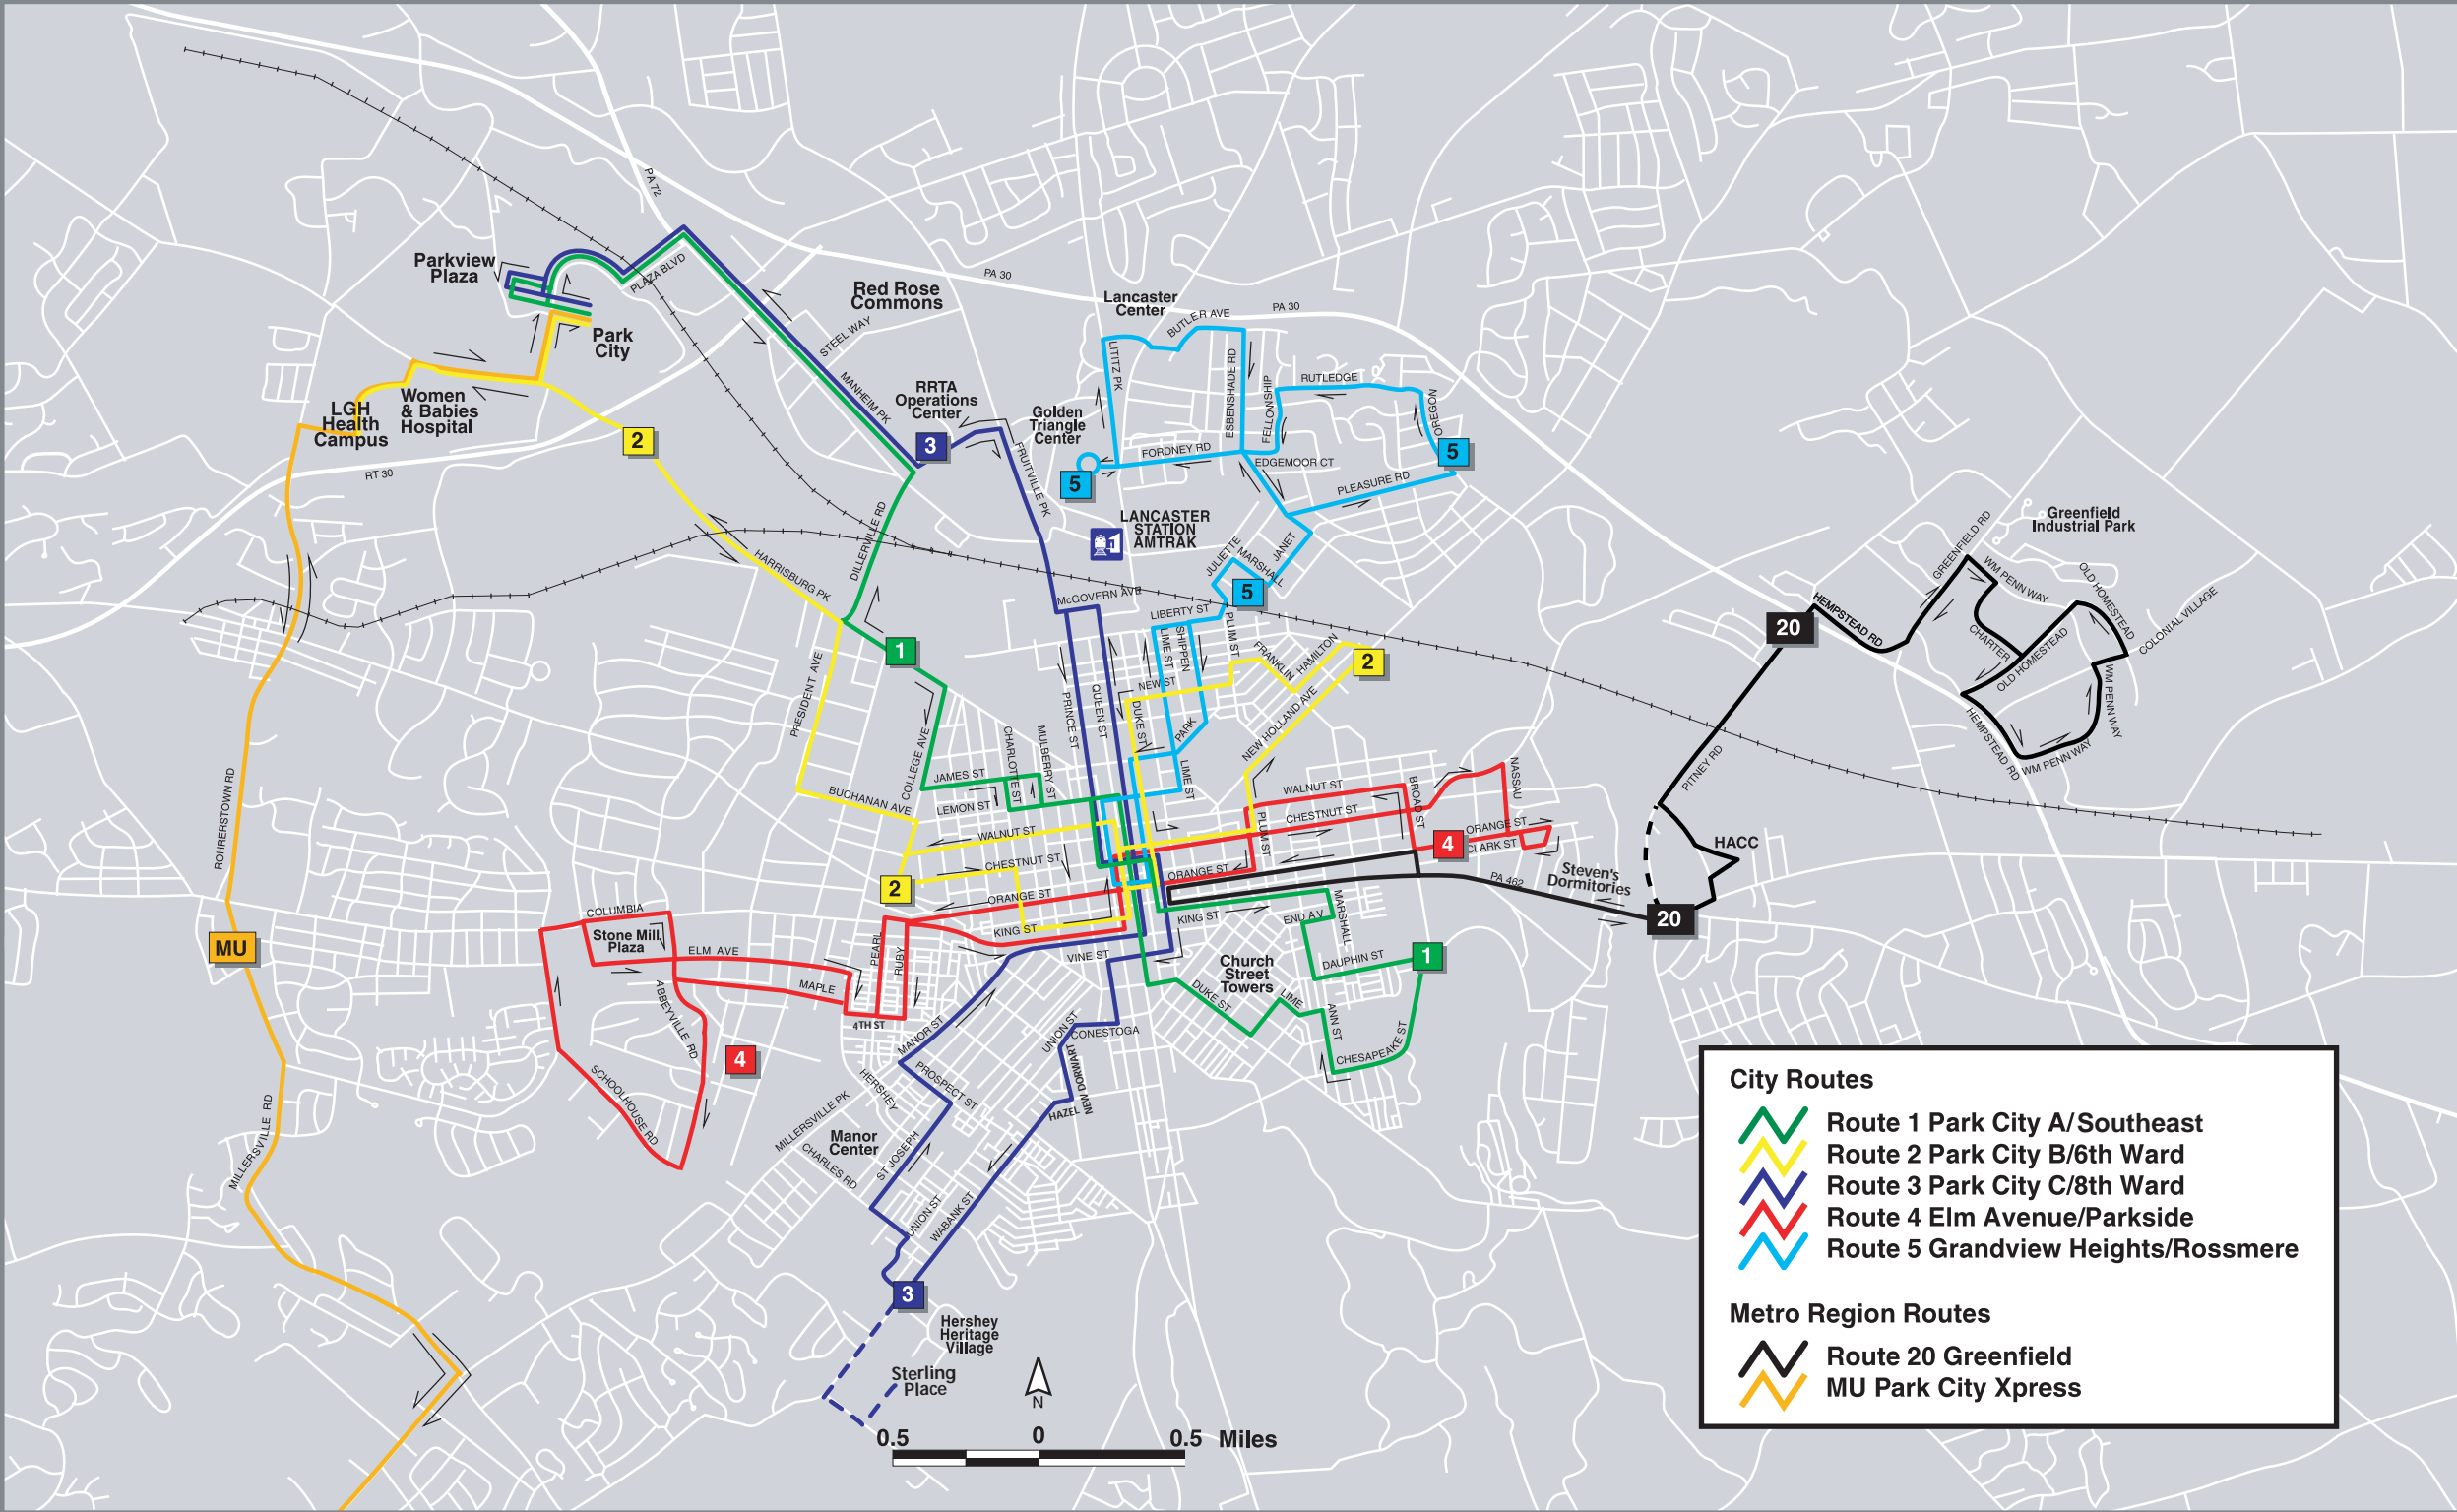 PA 72
Parkview
Plaza
PLAZA BLVD
Park
City
Red Rose
Commons
STEEL WAY
MANHEIM PK
PA 30
Lancaster
Center
BUTLER AVE
PA 30
LITITZ PK
ESBENSHADE RD
FELLOWSHIP
RUTLEDGE
OREGON
RRTA
Operations
Center
3
Golden
Triangle
Center
FRUITVILLE PK
FORDNEY RD
EDGEMOOR CT
PLEASURE RD
5
5
LGH
Health
Campus
Women
& Babies
Hospital
2
RT 30
LANCASTER
STATION
AMTRAK
JULIETTE
MARSHALL
JANET
5
DILLERVILLE RD
HARRISBURG PK
McGOVERN AVE
LIBERTY ST
Greenfield
Industrial Park
GREENFIELD RD
WM PENN WAY
OLD HOMESTEAD
COLONIAL VILLAGE
HEMPSTEAD RD
20
CHARTER
OLD HOMESTEAD
WM PENN WAY
HEMPSTEAD RD
WM PENN WAY
PITNEY RD
1
PRESIDENT AVE
LIME ST
SHIPPEN
PLUM ST
FRANKLIN
HAMILTON
2
NEW ST
NEW HOLLAND AVE
PRINCE ST
QUEEN ST
DUKE ST
PARK
LIME ST
COLLEGE AVE
CHARLOTTE ST
MULBERRY ST
JAMES ST
LEMON ST
BUCHANAN AVE
WALNUT ST
CHESTNUT ST
WALNUT ST
CHESTNUT ST
PLUM ST
BROAD ST
NASSAU
ORANGE ST
CLARK ST
4
HACC
ROHRERSTOWN RD
2
ORANGE ST
ORANGE ST
PA 462
Steven's
Dormitories
20
COLUMBIA
Stone Mill
Plaza
ELM AVE
MAPLE
PEARL
RUBY
KING ST
KING ST
END AV
MARSHALL
DAUPHIN ST
1
MU
VINE ST
Church
Street
Towers
DUKE ST
LIME
ANN ST
CHESAPEAKE ST
4TH ST
ABBEYVILLE RD
SCHOOLHOUSE RD
4
MANOR ST
UNION ST
CONESTOGA
NEW DORWART
HAZEL
HERSHEY
PROSPECT ST
MILLERSVILLE PK
Manor
Center
CHARLES RD
ST JOSEPH
UNION ST
WABANK ST
MILLERSVILLE RD
3
Hershey
Heritage
Village
Sterling
Place
N
0.5 0 0.5 Miles
City Routes
Route 1 Park City A/Southeast
Route 2 Park City B/6th Ward
Route 3 Park City C/8th Ward
Route 4 Elm Avenue/Parkside
Route 5 Grandview Heights/Rossmere
Metro Region Routes
Route 20 Greenfield
MU Park City Xpress